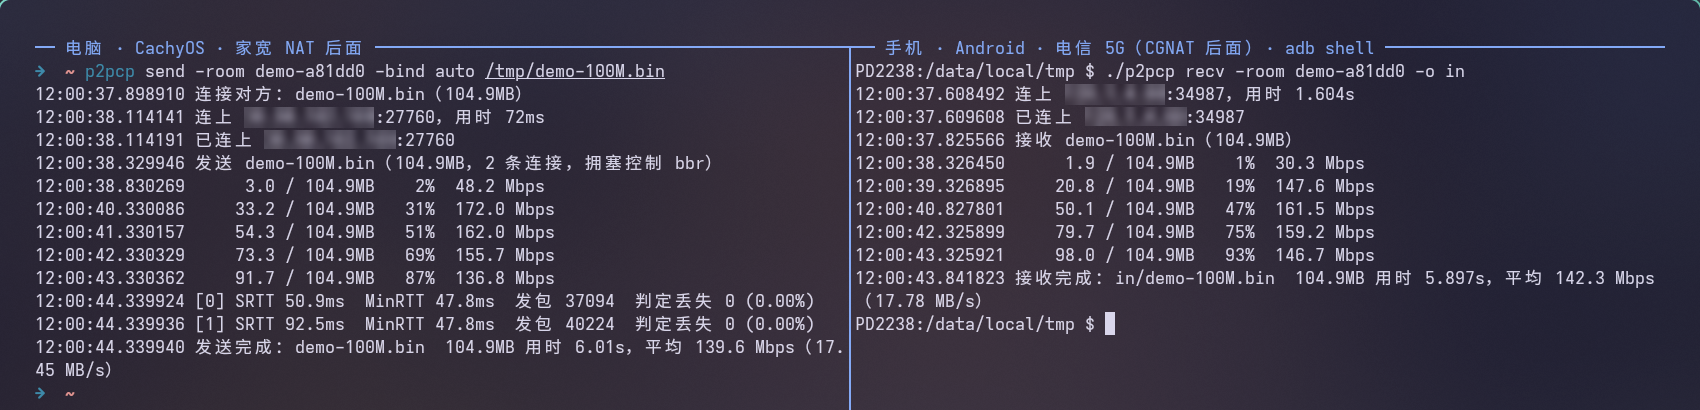 电脑 · CachyOS · 家宽 NAT 后面
➜ ~ p2pcp send -room demo-a81dd0 -bind auto /tmp/demo-100M.bin
12:00:37.898910 连接对方: demo-100M.bin (104.9MB)
12:00:38.114141 连上 :27760, 用时 72ms
12:00:38.114191 已连上 :27760
12:00:38.329946 发送 demo-100M.bin (104.9MB, 2 条连接, 拥塞控制 bbr)
12:00:38.830269 3.0 / 104.9MB 2% 48.2 Mbps
12:00:40.330086 33.2 / 104.9MB 31% 172.0 Mbps
12:00:41.330157 54.3 / 104.9MB 51% 162.0 Mbps
12:00:42.330329 73.3 / 104.9MB 69% 155.7 Mbps
12:00:43.330362 91.7 / 104.9MB 87% 136.8 Mbps
12:00:44.339924 [0] SRTT 50.9ms MinRTT 47.8ms 发包 37094 判定丢失 0 (0.00%)
12:00:44.339936 [1] SRTT 92.5ms MinRTT 47.8ms 发包 40224 判定丢失 0 (0.00%)
12:00:44.339940 发送完成: demo-100M.bin 104.9MB 用时 6.01s, 平均 139.6 Mbps (17.
45 MB/s)
➜ ~
手机 · Android · 电信 5G (CGNAT 后面) · adb shell
PD2238:/data/local/tmp $ ./p2pcp recv -room demo-a81dd0 -o in
12:00:37.608492 连上 :34987, 用时 1.604s
12:00:37.609608 已连上 :34987
12:00:37.825566 接收 demo-100M.bin (104.9MB)
12:00:38.326450 1.9 / 104.9MB 1% 30.3 Mbps
12:00:39.326895 20.8 / 104.9MB 19% 147.6 Mbps
12:00:40.827801 50.1 / 104.9MB 47% 161.5 Mbps
12:00:42.325899 79.7 / 104.9MB 75% 159.2 Mbps
12:00:43.325921 98.0 / 104.9MB 93% 146.7 Mbps
12:00:43.841823 接收完成: in/demo-100M.bin 104.9MB 用时 5.897s, 平均 142.3 Mbps
(17.78 MB/s)
PD2238:/data/local/tmp $